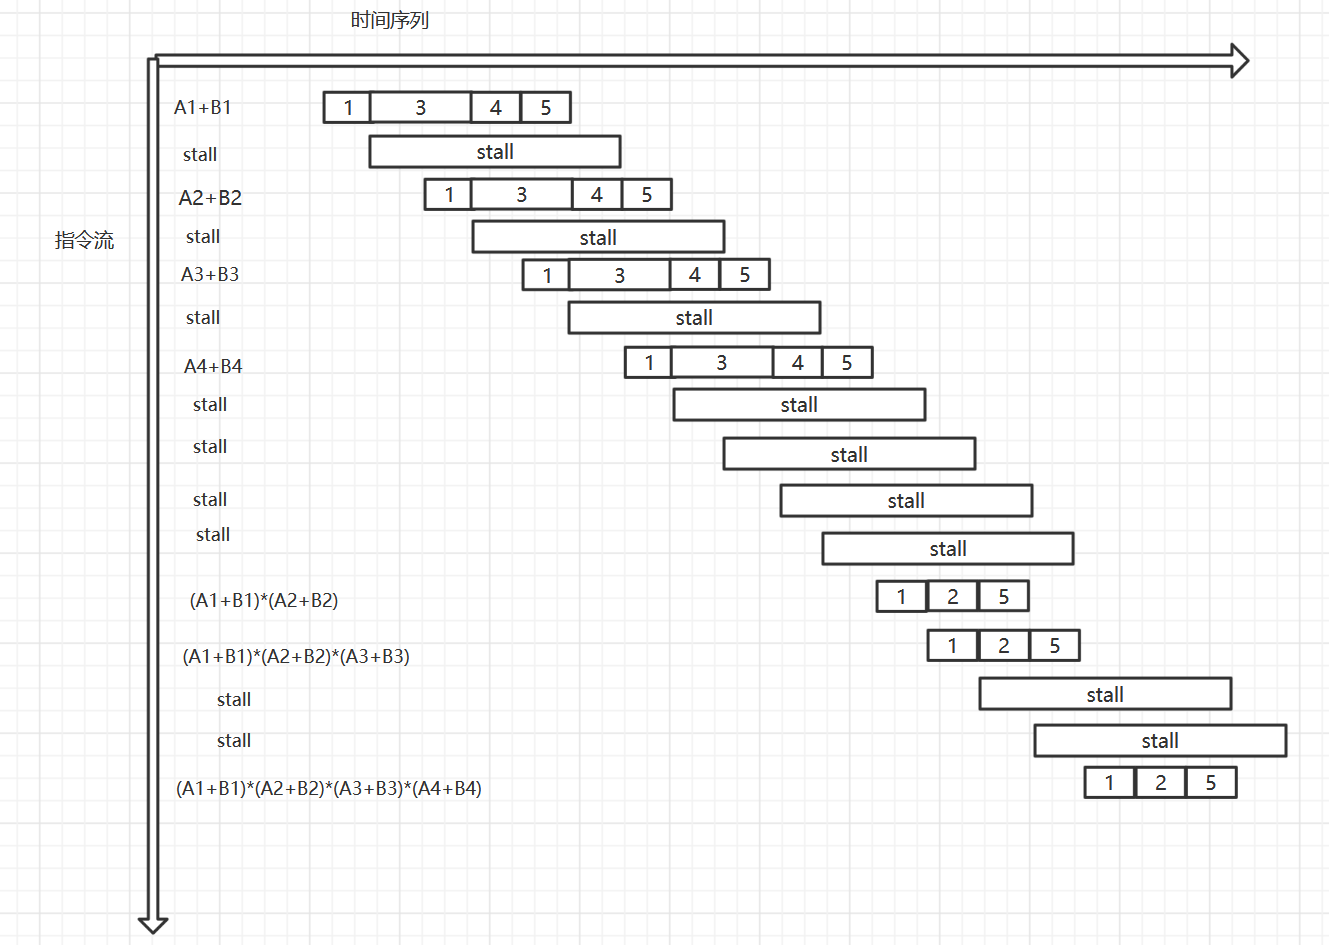 时间序列
A1+B1 1 3 4 5
stall stall
A2+B2 1 3 4 5
指令流 stall stall
A3+B3 1 3 4 5
stall stall
A4+B4 1 3 4 5
stall stall
stall stall
stall stall
stall stall
(A1+B1)*(A2+B2) 1 2 5
(A1+B1)*(A2+B2)*(A3+B3) 1 2 5
stall stall
stall stall
(A1+B1)*(A2+B2)*(A3+B3)*(A4+B4) 1 2 5